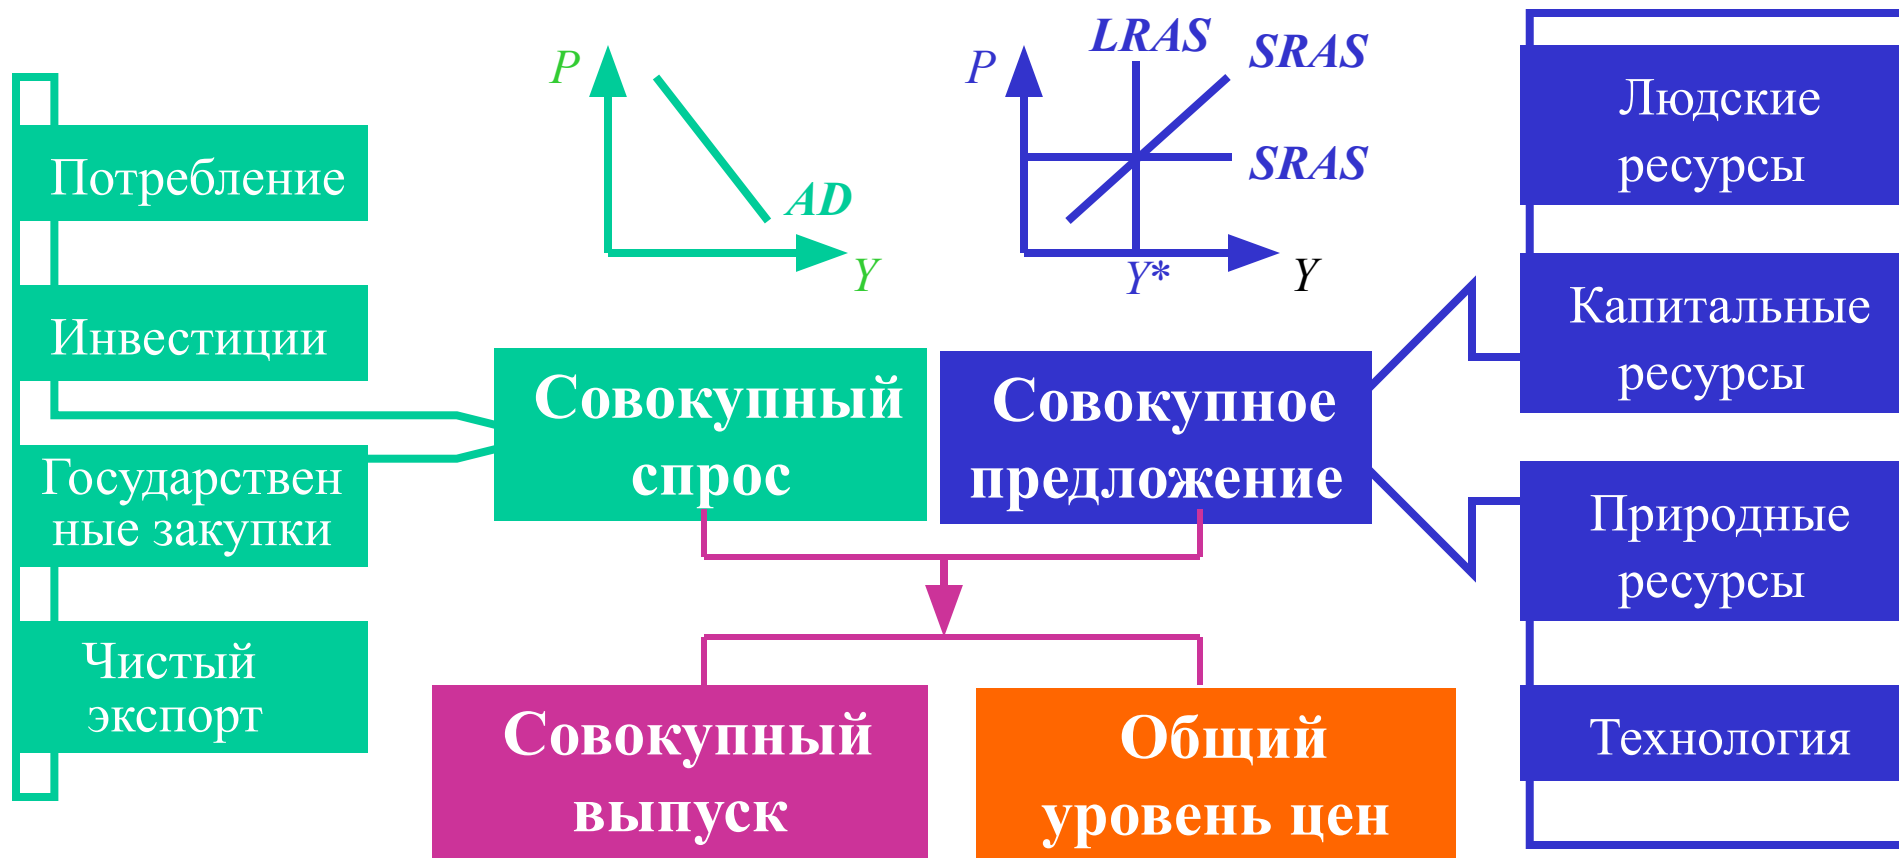 Потребление
Инвестиции
Государствен
ные закупки
Чистый
экспорт
P
AD
Y
P
LRAS
SRAS
SRAS
Y*
Y
Совокупный
спрос
Совокупное
предложение
Людские
ресурсы
Капитальные
ресурсы
Природные
ресурсы
Технология
Совокупный
выпуск
Общий
уровень цен